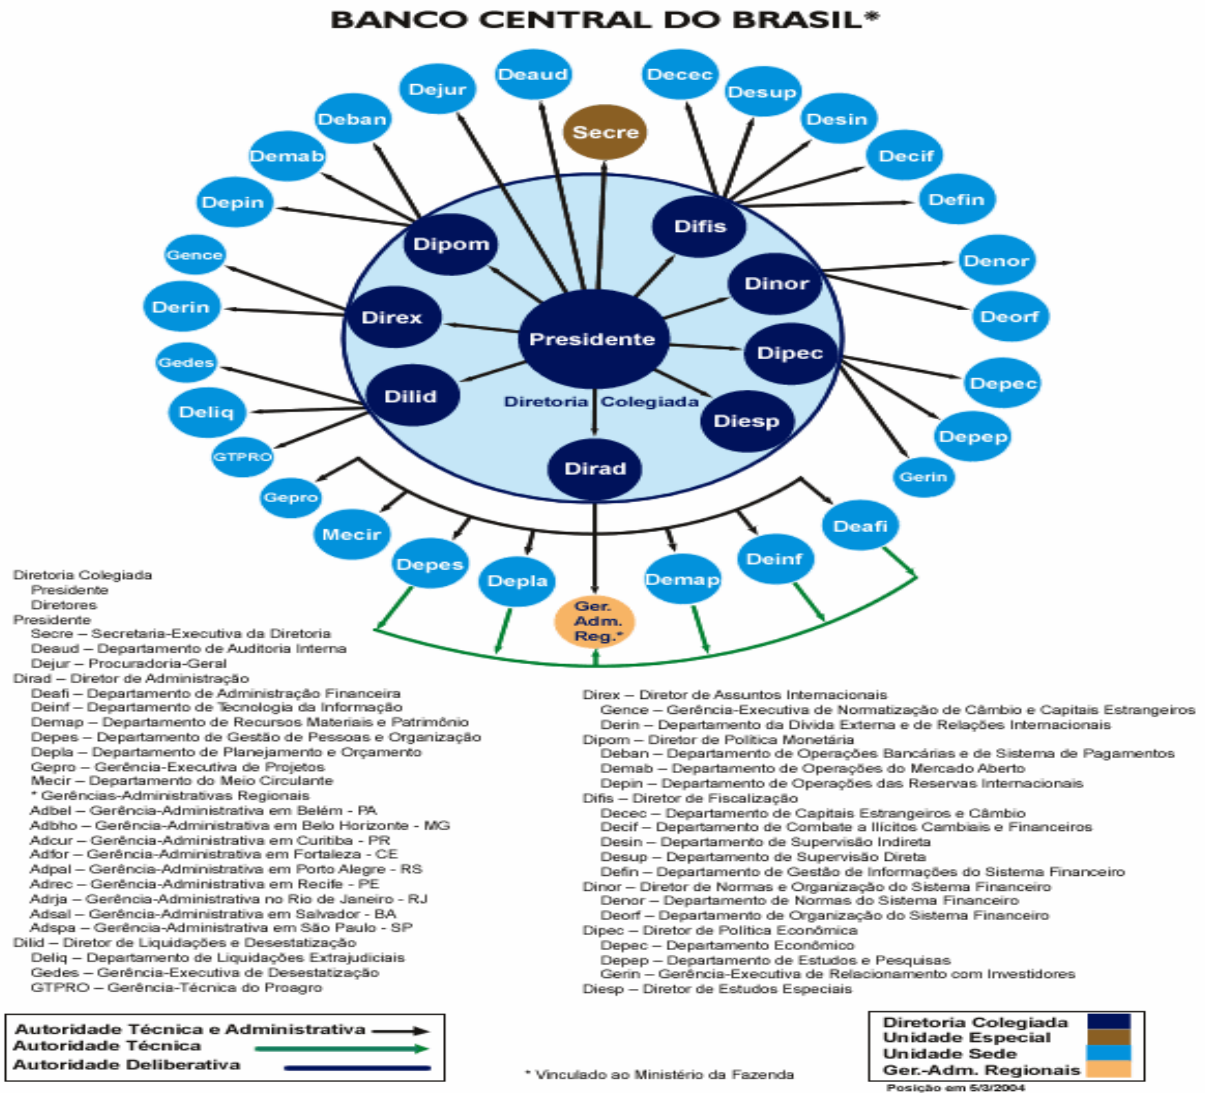 BANCO CENTRAL DO BRASIL*
Deaud
Decec
Dejur
Desup
Deban
Secre
Desin
Demab
Decif
Depin
Defin
Difis
Dipom
Gence
Denor
Dinor
Derin
Direx
Deorf
Presidente
Dipec
Gedes
Depec
Dilid
Diretoria Colegiada
Deliq
Diesp
Depep
GTPRO
Dirad
Gerin
Gepro
Mecir
Deafi
Depes
Deinf
Depla
Demap
Ger.
Adm.
Reg.*
Diretoria Colegiada
Presidente
Diretores
Presidente
Secre – Secretaria-Executiva da Diretoria
Deaud – Departamento de Auditoria Interna
Dejur – Procuradoria-Geral
Dirad – Diretor de Administração
Deafi – Departamento de Administração Financeira
Deinf – Departamento de Tecnologia da Informação
Demap – Departamento de Recursos Materiais e Patrimônio
Depes – Departamento de Gestão de Pessoas e Organização
Depla – Departamento de Planejamento e Orçamento
Gepro – Gerência-Executiva de Projetos
Mecir – Departamento do Meio Circulante
* Gerências-Administrativas Regionais
Adbel – Gerência-Administrativa em Belém - PA
Adbho – Gerência-Administrativa em Belo Horizonte - MG
Adcur – Gerência-Administrativa em Curitiba - PR
Adfor – Gerência-Administrativa em Fortaleza - CE
Adpal – Gerência-Administrativa em Porto Alegre - RS
Adrec – Gerência-Administrativa em Recife - PE
Adrja – Gerência-Administrativa no Rio de Janeiro - RJ
Adsal – Gerência-Administrativa em Salvador - BA
Adspa – Gerência-Administrativa em São Paulo - SP
Dilid – Diretor de Liquidações e Desestatização
Deliq – Departamento de Liquidações Extrajudiciais
Gedes – Gerência-Executiva de Desestatização
GTPRO – Gerência-Técnica do Proagro
Direx – Diretor de Assuntos Internacionais
Gence – Gerência-Executiva de Normatização de Câmbio e Capitais Estrangeiros
Derin – Departamento da Dívida Externa e de Relações Internacionais
Dipom – Diretor de Política Monetária
Deban – Departamento de Operações Bancárias e de Sistema de Pagamentos
Demab – Departamento de Operações do Mercado Aberto
Depin – Departamento de Operações das Reservas Internacionais
Difis – Diretor de Fiscalização
Decec – Departamento de Capitais Estrangeiros e Câmbio
Decif – Departamento de Combate a Ilícitos Cambiais e Financeiros
Desin – Departamento de Supervisão Indireta
Desup – Departamento de Supervisão Direta
Defin – Departamento de Gestão de Informações do Sistema Financeiro
Dinor – Diretor de Normas e Organização do Sistema Financeiro
Denor – Departamento de Normas do Sistema Financeiro
Deorf – Departamento de Organização do Sistema Financeiro
Dipec – Diretor de Política Econômica
Depec – Departamento Econômico
Depep – Departamento de Estudos e Pesquisas
Gerin – Gerência-Executiva de Relacionamento com Investidores
Diesp – Diretor de Estudos Especiais
Autoridade Técnica e Administrativa
Autoridade Técnica
Autoridade Deliberativa
* Vinculado ao Ministério da Fazenda
Diretoria Colegiada
Unidade Especial
Unidade Sede
Ger.-Adm. Regionais
Posição em 5/3/2004